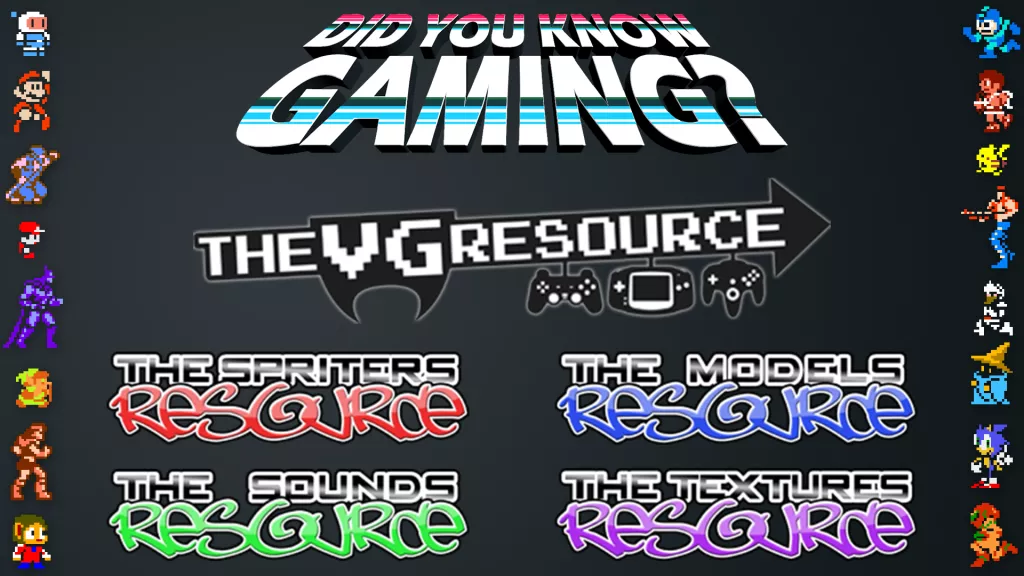 DID YOU KNOW
GAMING?
THE VG RESOURCE
THE SPRITERS
RESOURCE
THE MODELS
RESOURCE
THE SOUNDS
RESOURCE
THE TEXTURES
RESOURCE